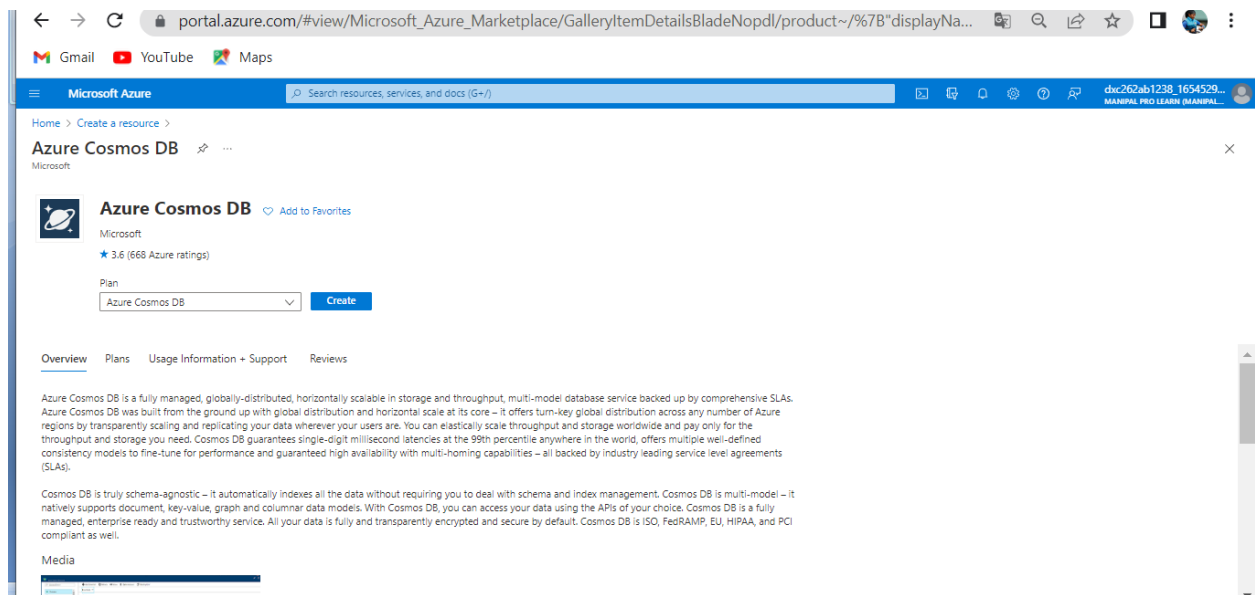 portal.azure.com/#view/Microsoft_Azure_Marketplace/GalleryItemDetailsBladeNopdl/product~/%7B"displayNa...
Gmail YouTube Maps
Microsoft Azure Search resources, services, and docs (G+/) dxc262ab1238_1654529...
MANIPAL PRO LEARN (MANIPAL...
Home > Create a resource >
Azure Cosmos DB ...
Microsoft
Azure Cosmos DB Add to Favorites
Microsoft
★ 3.6 (668 Azure ratings)
Plan
Azure Cosmos DB Create
Overview Plans Usage Information + Support Reviews
Azure Cosmos DB is a fully managed, globally-distributed, horizontally scalable in storage and throughput, multi-model database service backed up by comprehensive SLAs.
Azure Cosmos DB was built from the ground up with global distribution and horizontal scale at its core – it offers turn-key global distribution across any number of Azure
regions by transparently scaling and replicating your data wherever your users are. You can elastically scale throughput and storage worldwide and pay only for the
throughput and storage you need. Cosmos DB guarantees single-digit millisecond latencies at the 99th percentile anywhere in the world, offers multiple well-defined
consistency models to fine-tune for performance and guaranteed high availability with multi-homing capabilities – all backed by industry leading service level agreements
(SLAs).
Cosmos DB is truly schema-agnostic – it automatically indexes all the data without requiring you to deal with schema and index management. Cosmos DB is multi-model – it
natively supports document, key-value, graph and columnar data models. With Cosmos DB, you can access your data using the APIs of your choice. Cosmos DB is a fully
managed, enterprise ready and trustworthy service. All your data is fully and transparently encrypted and secure by default. Cosmos DB is ISO, FedRAMP, EU, HIPAA, and PCI
compliant as well.
Media